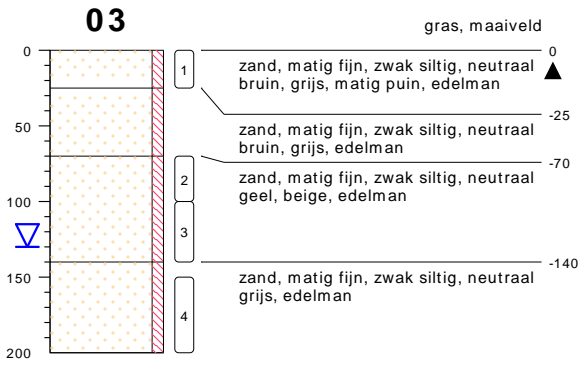 03
gras, maaiveld
0
0
1
zand, matig fijn, zwak siltig, neutraal
bruin, grijs, matig puin, edelman
-25
50
zand, matig fijn, zwak siltig, neutraal
bruin, grijs, edelman
-70
2
zand, matig fijn, zwak siltig, neutraal
geel, beige, edelman
100
3
-140
150
zand, matig fijn, zwak siltig, neutraal
grijs, edelman
4
200